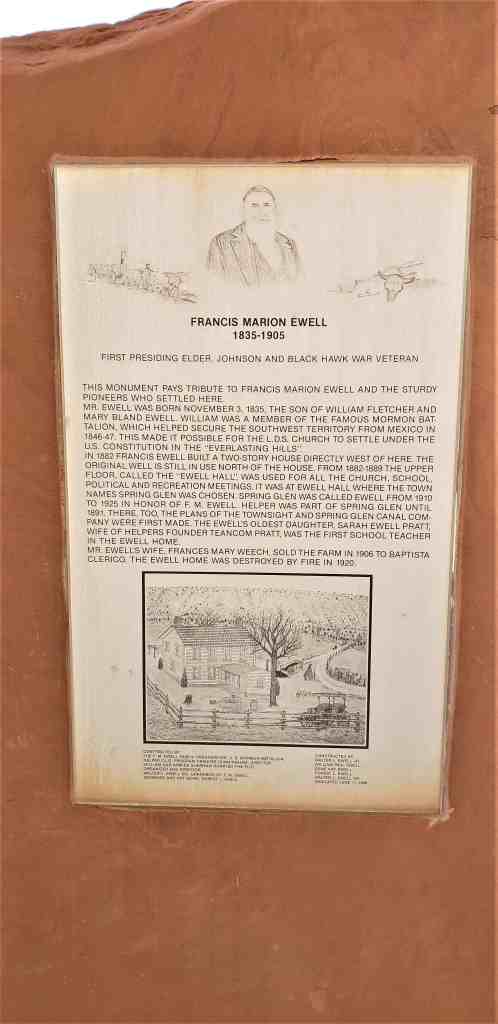 FRANCIS MARION EWELL
1835-1905
FIRST PRESIDING ELDER, JOHNSON AND BLACK HAWK WAR VETERAN
THIS MONUMENT PAYS TRIBUTE TO FRANCIS MARION EWELL AND THE STURDY
PIONEERS WHO SETTLED HERE.
MR. EWELL WAS BORN NOVEMBER 3, 1835, THE SON OF WILLIAM FLETCHER AND
MARY BLAND EWELL. WILLIAM WAS A MEMBER OF THE FAMOUS MORMON BAT-
TALION, WHICH HELPED SECURE THE SOUTHWEST TERRITORY FROM MEXICO IN
1846-47. THIS MADE IT POSSIBLE FOR THE L.D.S. CHURCH TO SETTLE UNDER THE
U.S. CONSTITUTION IN THE "EVERLASTING HILLS".
IN 1882 FRANCIS EWELL BUILT A TWO-STORY HOUSE DIRECTLY WEST OF HERE. THE
ORIGINAL WELL IS STILL IN USE NORTH OF THE HOUSE. FROM 1882-1889 THE UPPER
FLOOR, CALLED THE "EWELL HALL", WAS USED FOR ALL THE CHURCH, SCHOOL,
POLITICAL AND RECREATION MEETINGS. IT WAS AT EWELL HALL WHERE THE TOWN
NAMES SPRING GLEN WAS CHOSEN. SPRING GLEN WAS CALLED EWELL FROM 1910
TO 1925 IN HONOR OF F. M. EWELL. HELPER WAS PART OF SPRING GLEN UNTIL
1891, THERE, TOO, THE PLANS OF THE TOWNSIGHT AND SPRING GLEN CANAL COM-
PANY WERE FIRST MADE. THE EWELL'S OLDEST DAUGHTER, SARAH EWELL PRATT,
WIFE OF HELPERS FOUNDER TEANCOM PRATT, WAS THE FIRST SCHOOL TEACHER
IN THE EWELL HOME.
MR. EWELL'S WIFE, FRANCES MARY WEECH, SOLD THE FARM IN 1906 TO BAPTISTA
CLERICO. THE EWELL HOME WAS DESTROYED BY FIRE IN 1920.